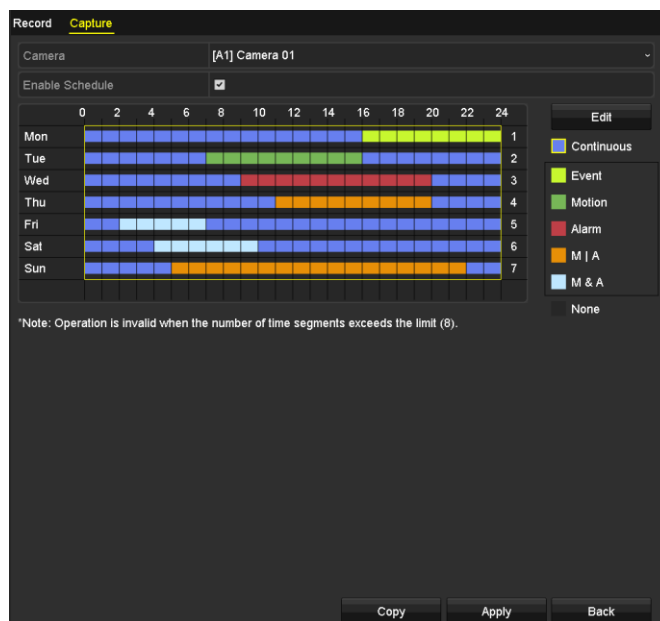 Record Capture
Camera [A1] Camera 01
Enable Schedule
0 2 4 6 8 10 12 14 16 18 20 22 24
Edit
Mon 1
Continuous
Tue 2
Event
Wed 3
Motion
Thu 4
Alarm
Fri 5
M | A
Sat 6
M & A
Sun 7
None
*Note: Operation is invalid when the number of time segments exceeds the limit (8).
Copy Apply Back